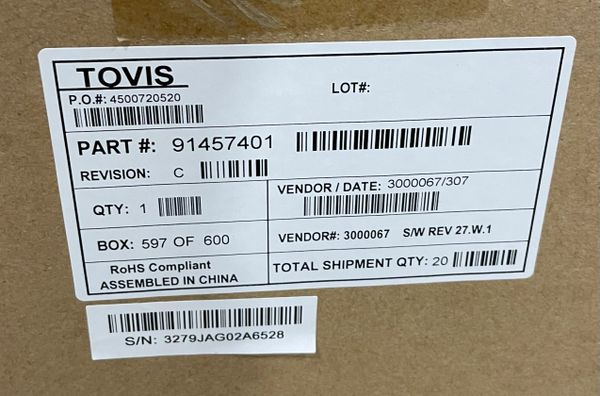 TOVIS
P.O.#: 4500720520
LOT#:
PART #: 91457401
REVISION: C
QTY: 1
VENDOR / DATE: 3000067/307
BOX: 597 OF 600
VENDOR#: 3000067 S/W REV 27.W.1
RoHS Compliant
ASSEMBLED IN CHINA
TOTAL SHIPMENT QTY: 20
S/N: 3279JAG02A6528